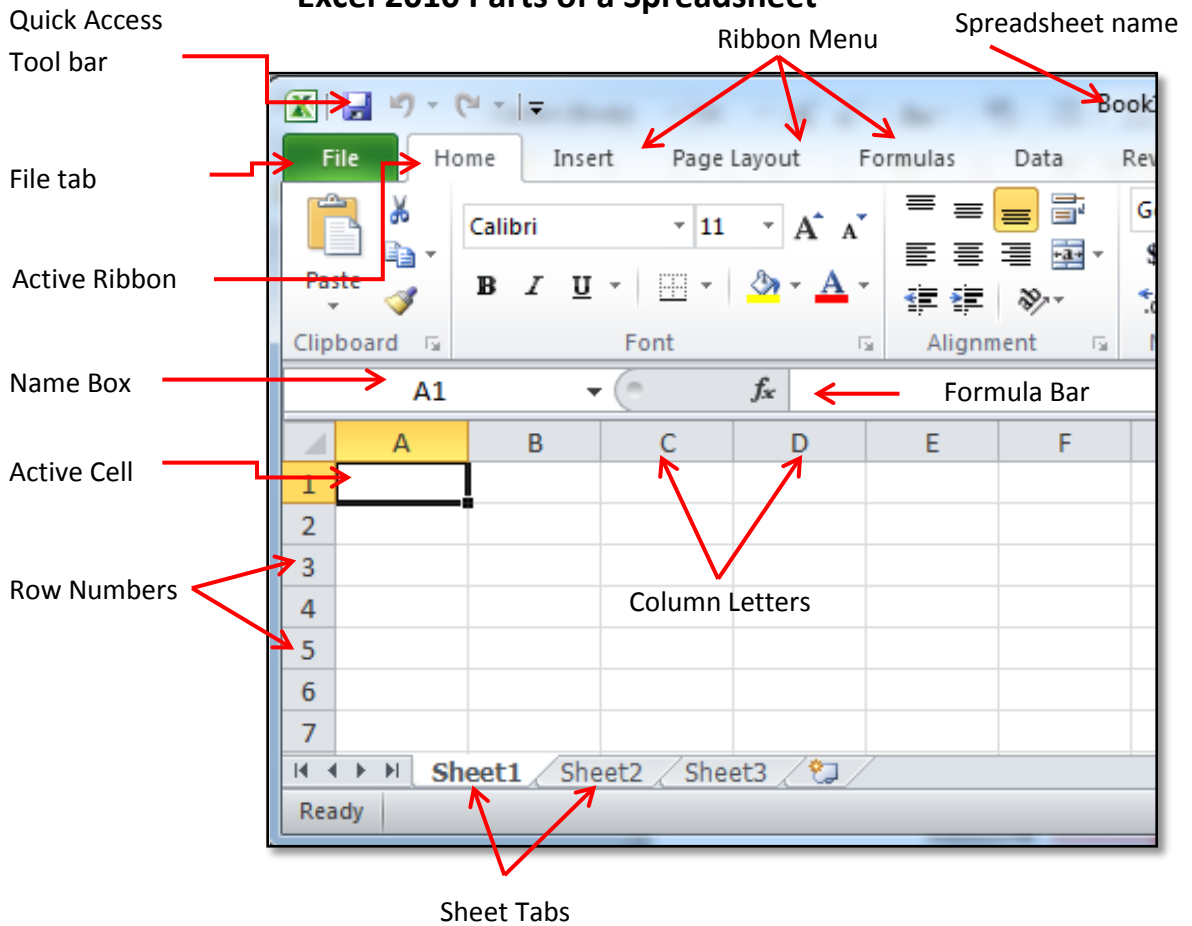 Excel 2010 Parts of a Spreadsheet
Quick Access
Tool bar
Ribbon Menu
Spreadsheet name
File tab
Active Ribbon
Name Box
Active Cell
Row Numbers
File Home Insert Page Layout Formulas Data
Calibri 11 A A
Paste B I U A
Clipboard Font Alignment
A1 fx Formula Bar
A B C D E F
1
2
3
4
5
6
7
Column Letters
Sheet1 Sheet2 Sheet3
Ready
Sheet Tabs